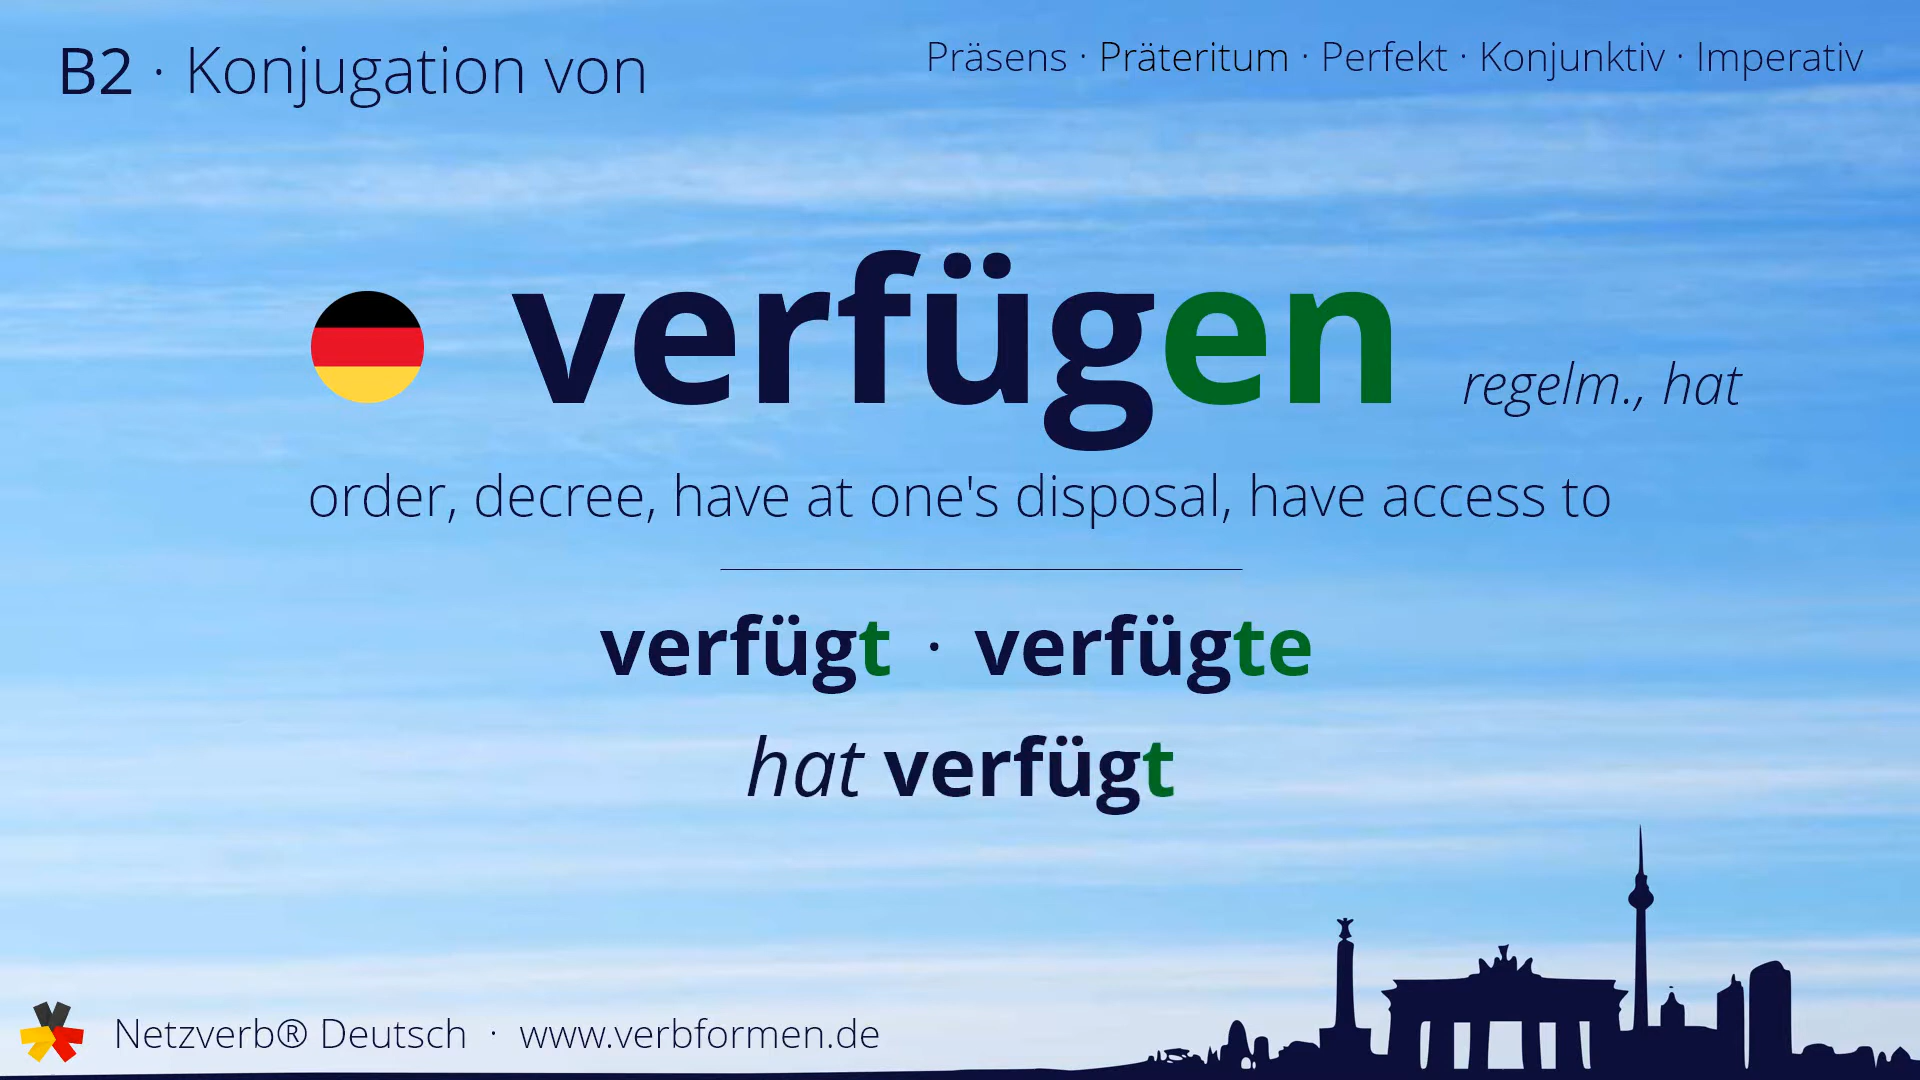 B2 · Konjugation von
Präsens · Präteritum · Perfekt · Konjunktiv · Imperativ
verfügen regelm., hat
order, decree, have at one's disposal, have access to
verfügt · verfügte
hat verfügt
Netzverb® Deutsch · www.verbformen.de